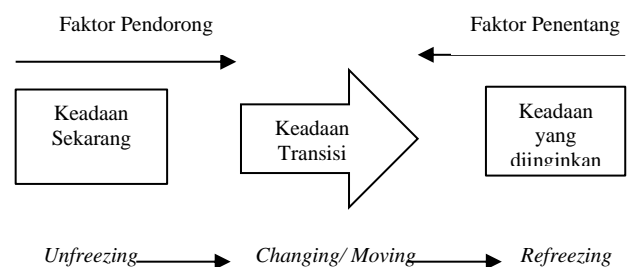 Faktor Pendorong
Faktor Penentang
Keadaan
Sekarang
Keadaan
Transisi
Keadaan
yang
diinginkan
Unfreezing
Changing/ Moving
Refreezing